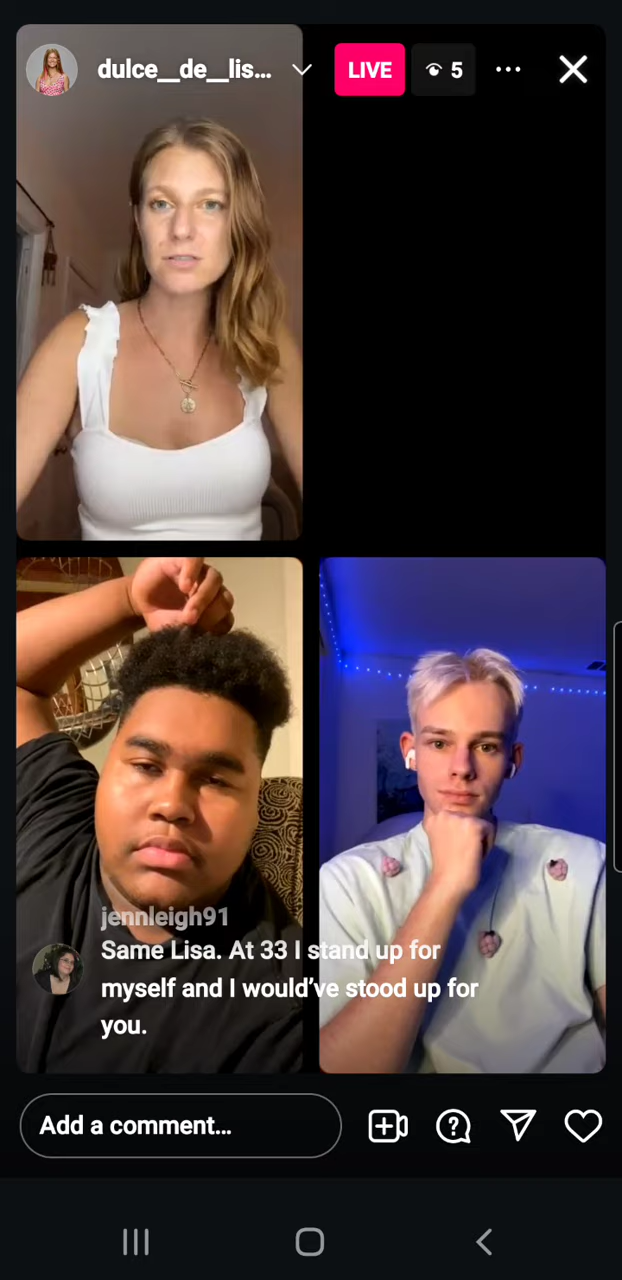 dulce__de__lis...
LIVE
5
jennleigh91
Same Lisa. At 33 I stand up for
myself and I would've stood up for
you.
Add a comment...